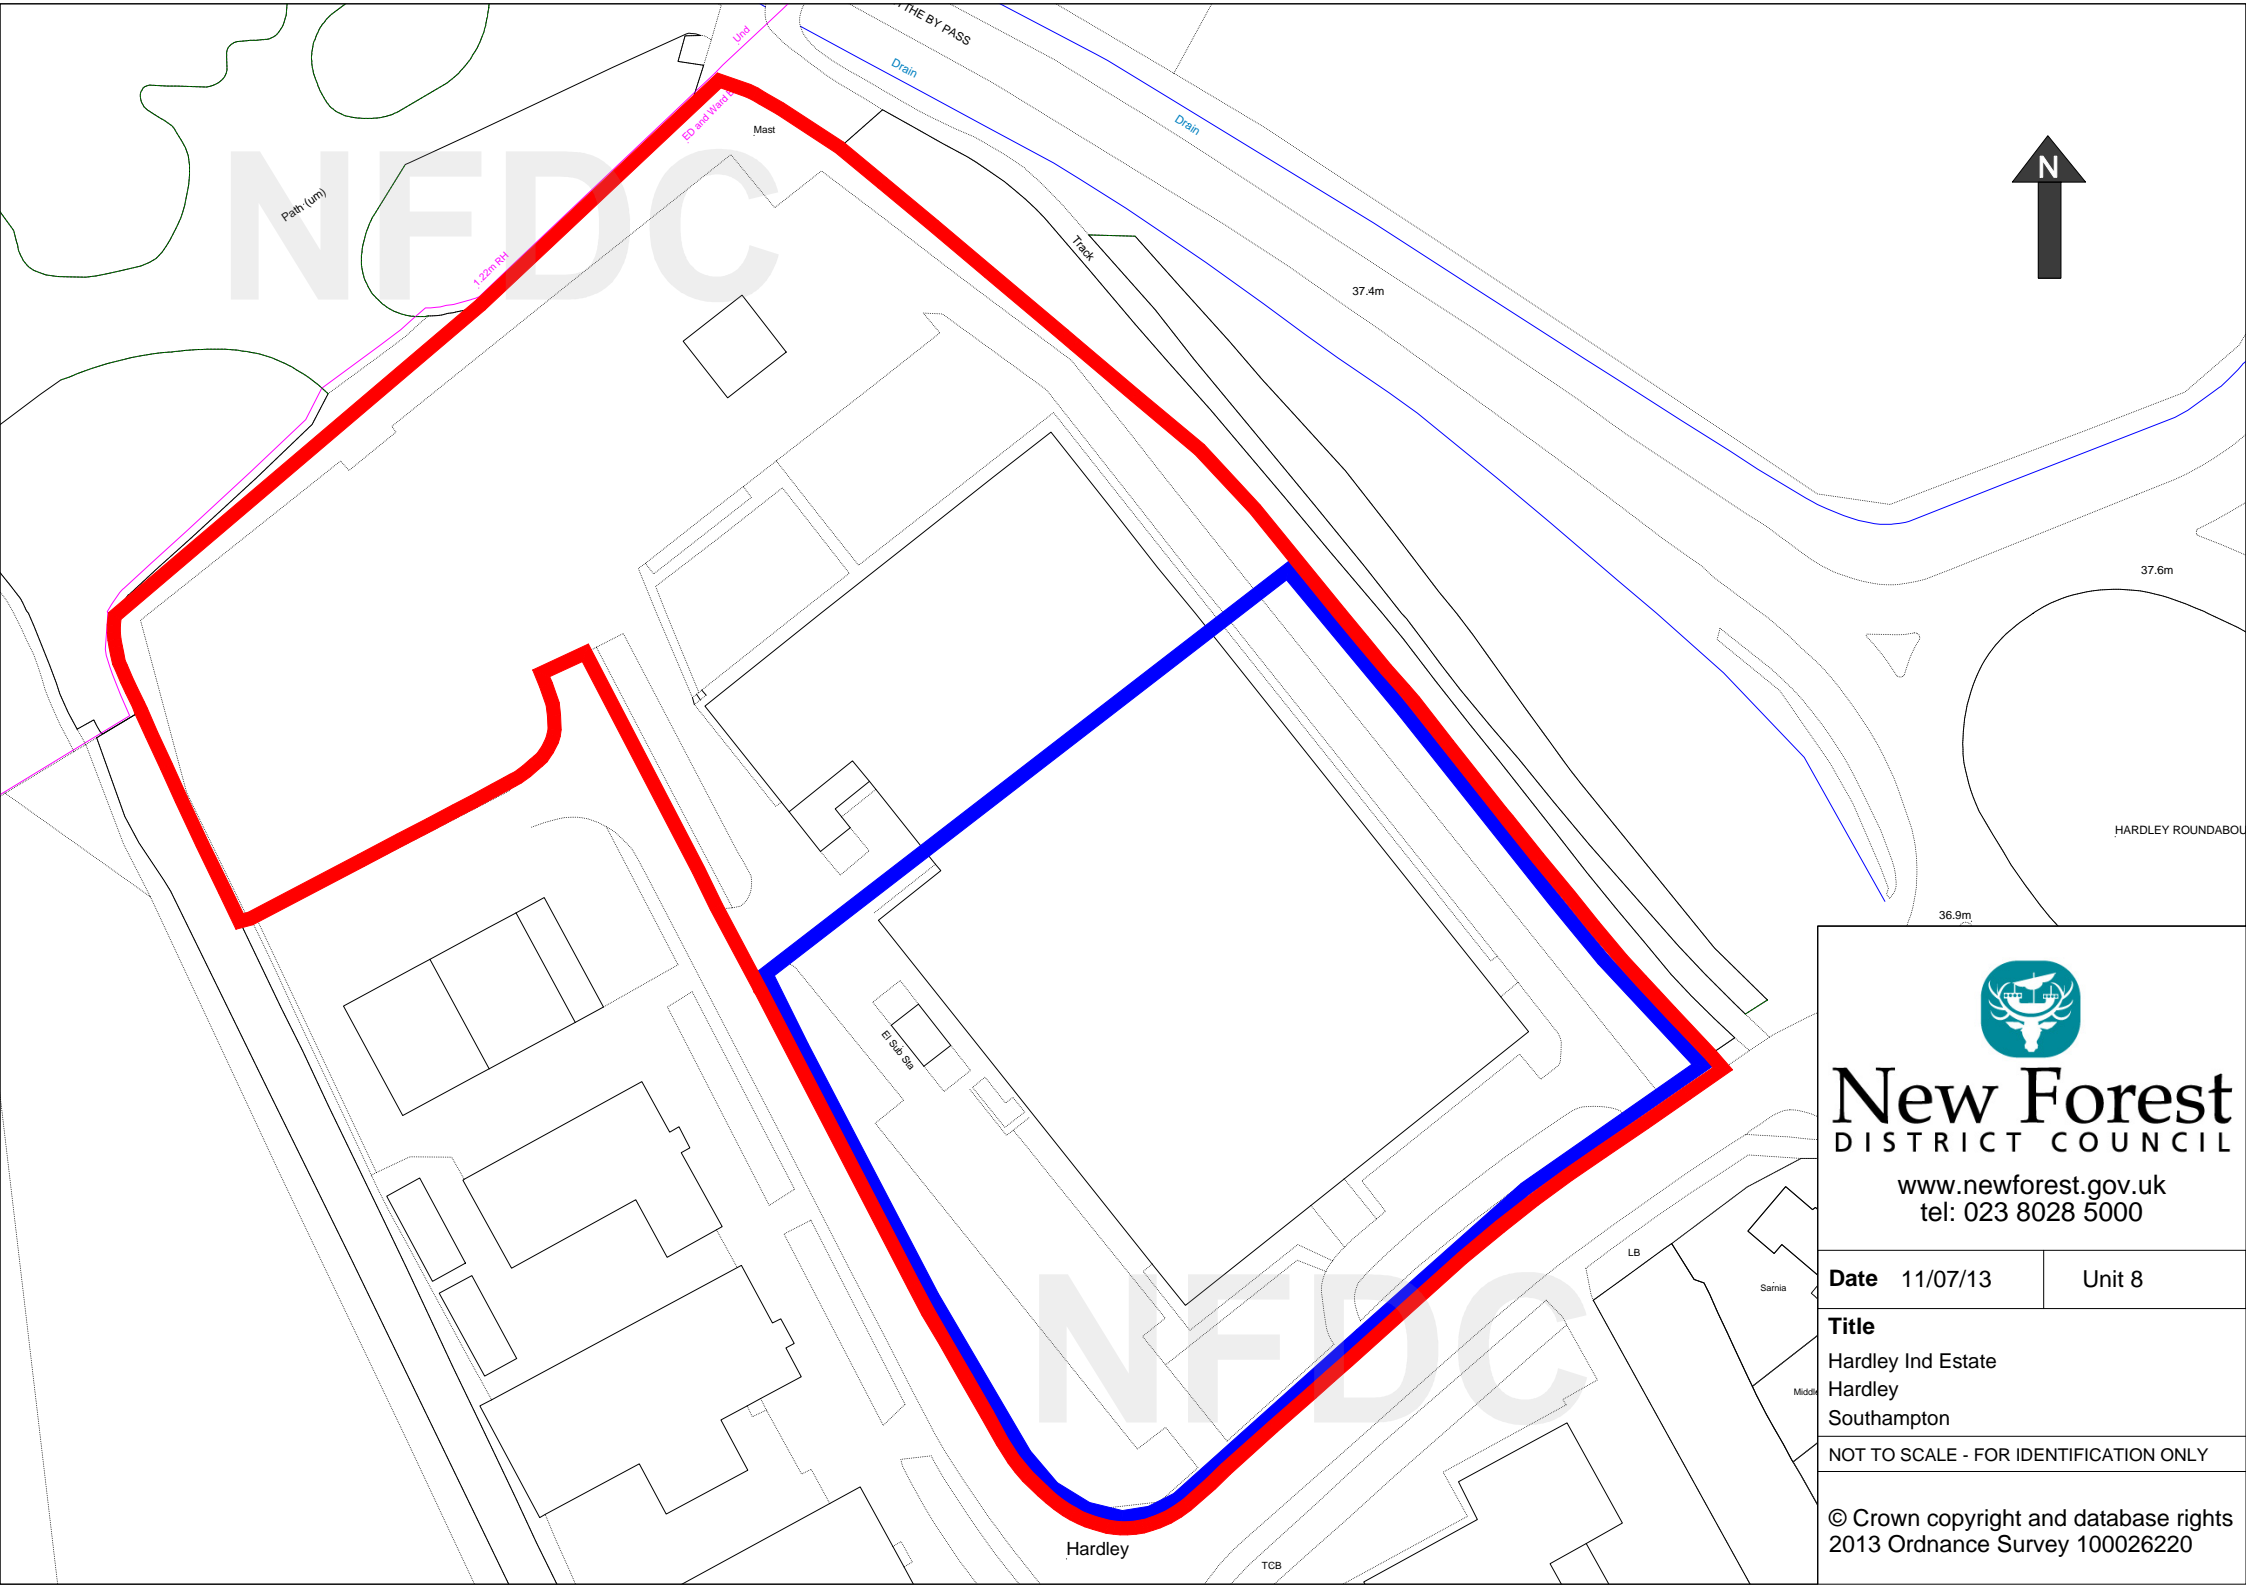 THE BY PASS
Und
Drain
ED and Ward B
Mast
Drain
N
NFDC
Path (um)
Track
1.22m RH
37.4m
37.6m
HARDLEY ROUNDABOU
36.9m
El Sub Sta
LB
Sarnia
Middle
NFDC
Hardley
TCB
New Forest
DISTRICT COUNCIL
www.newforest.gov.uk
tel: 023 8028 5000
Date 11/07/13
Unit 8
Title
Hardley Ind Estate
Hardley
Southampton
NOT TO SCALE - FOR IDENTIFICATION ONLY
© Crown copyright and database rights
2013 Ordnance Survey 100026220